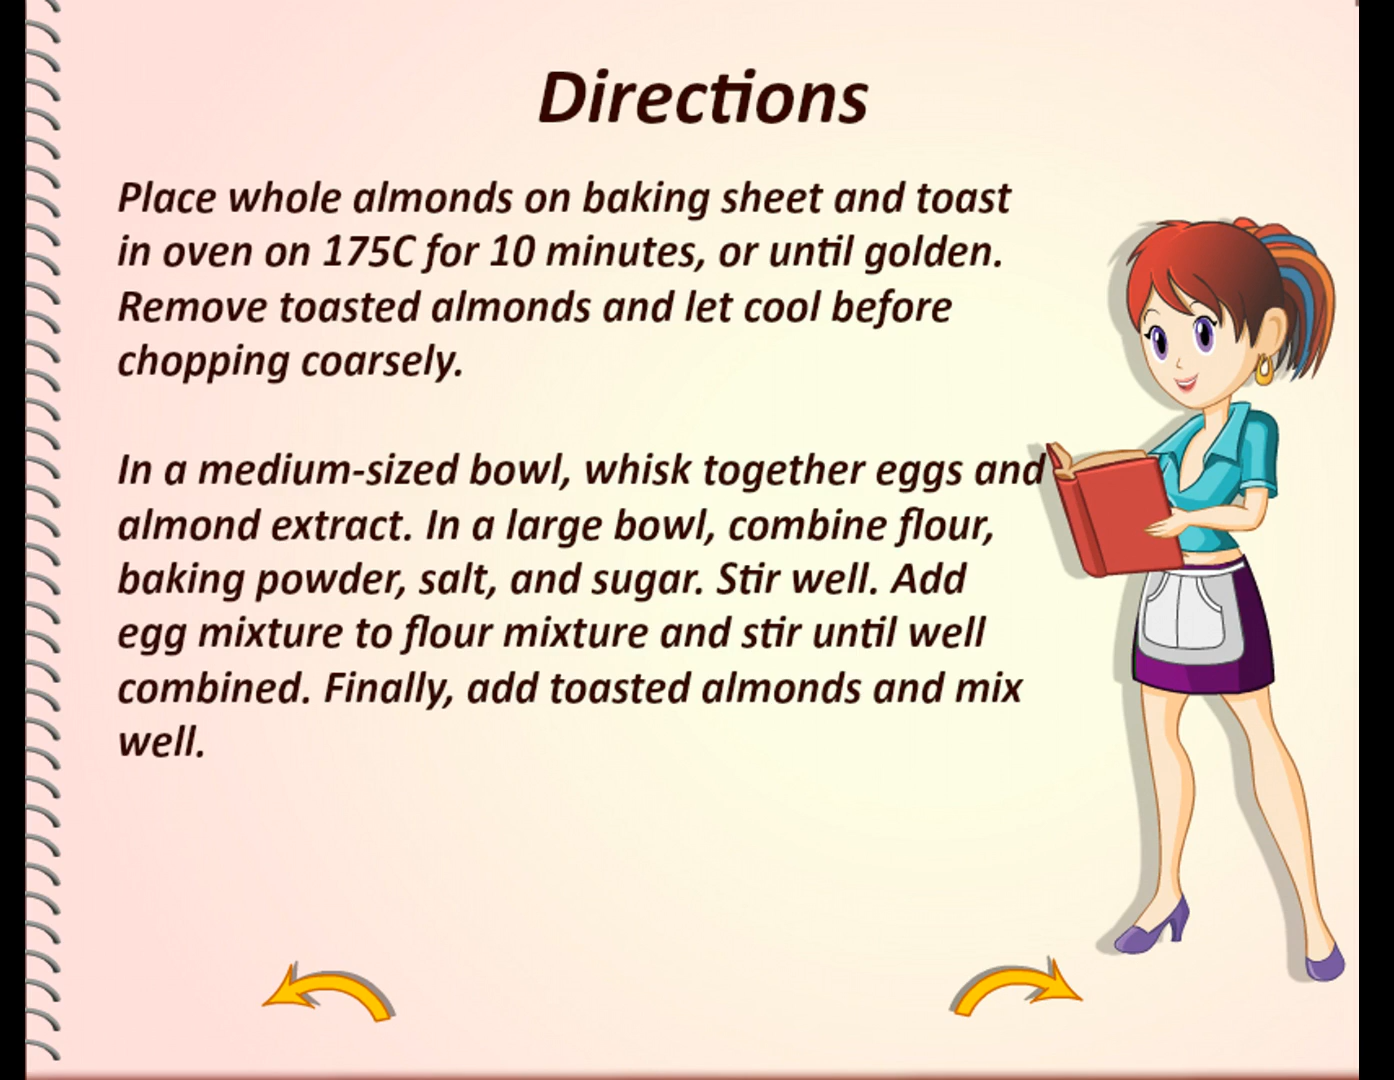 Directions
Place whole almonds on baking sheet and toast
in oven on 175C for 10 minutes, or until golden.
Remove toasted almonds and let cool before
chopping coarsely.
In a medium-sized bowl, whisk together eggs and
almond extract. In a large bowl, combine flour,
baking powder, salt, and sugar. Stir well. Add
egg mixture to flour mixture and stir until well
combined. Finally, add toasted almonds and mix
well.